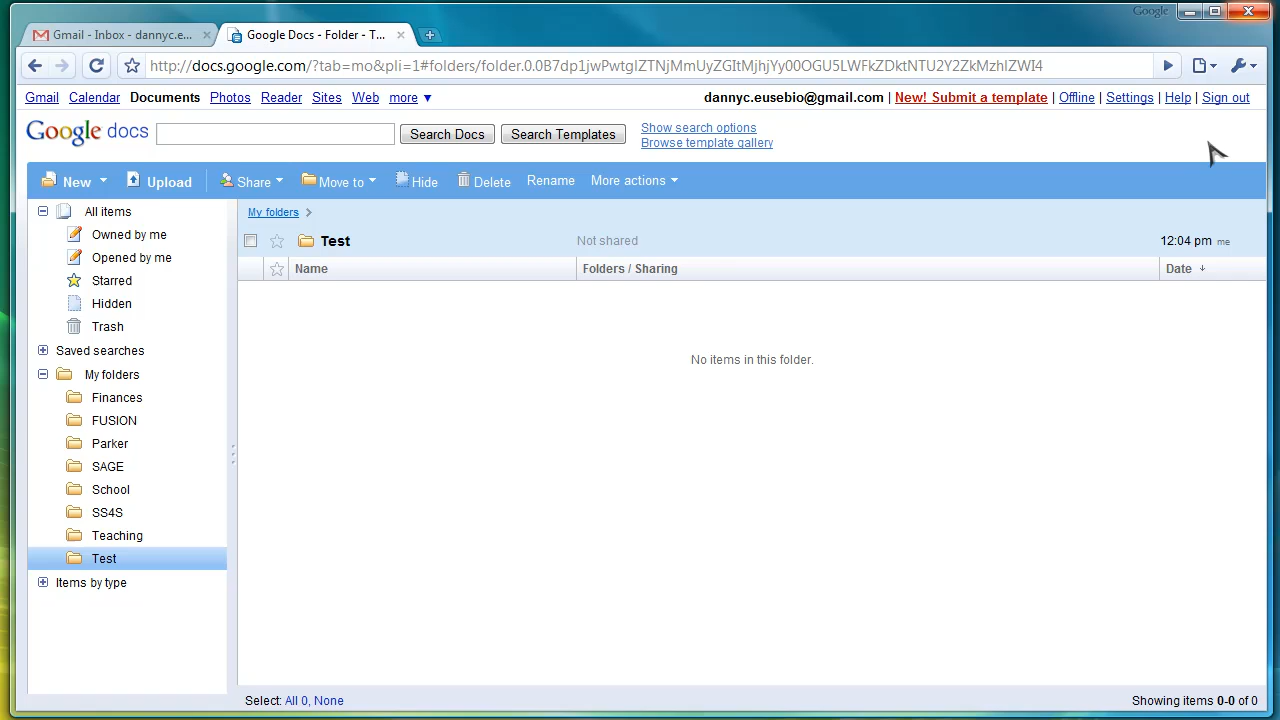 Google
Gmail - Inbox - dannyc.e...
Google Docs - Folder - T...
http://docs.google.com/?tab=mo&pli=1#folders/folder.0.0B7dp1jwPwtglZTNjMmUyZGItMjhjYy00OGU5LWFkZDktNTU2Y2ZkMzhlZWI4
Gmail Calendar Documents Photos Reader Sites Web more ▼
dannyc.eusebio@gmail.com | New! Submit a template | Offline | Settings | Help | Sign out
Google docs
Search Docs
Search Templates
Show search options
Browse template gallery
New Upload Share Move to Hide Delete Rename More actions
All items
Owned by me
Opened by me
Starred
Hidden
Trash
Saved searches
My folders
Finances
FUSION
Parker
SAGE
School
SS4S
Teaching
Test
Items by type
My folders
Test Not shared 12:04 pm me
Name Folders / Sharing Date
No items in this folder.
Select: All 0, None
Showing items 0-0 of 0